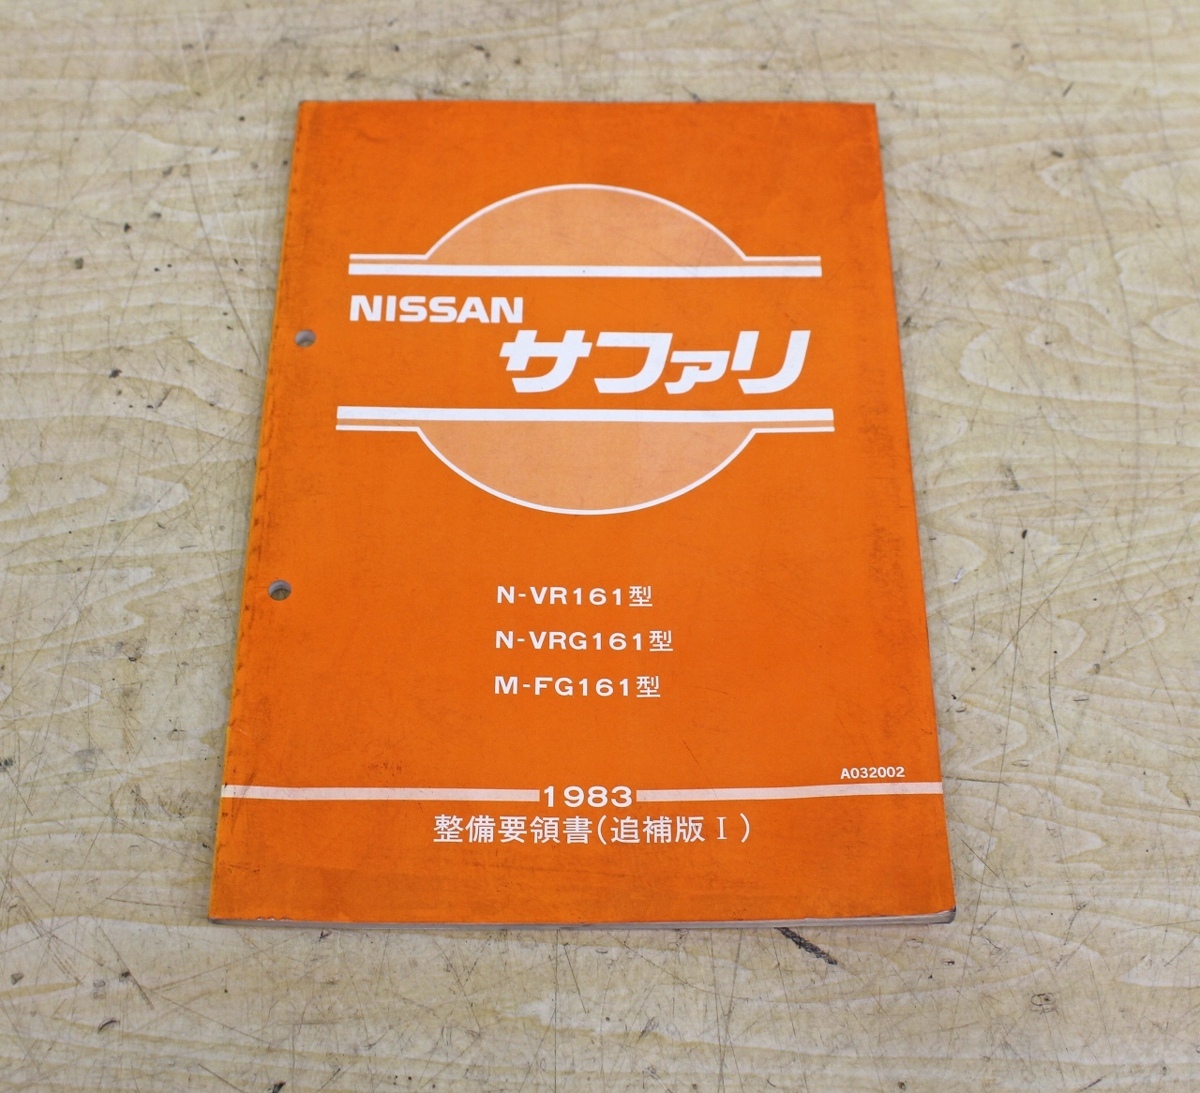 NISSAN
サファリ
N-VR161型
N-VRG161型
M-FG161型
A032002
1983
整備要領書(追補版Ⅰ)